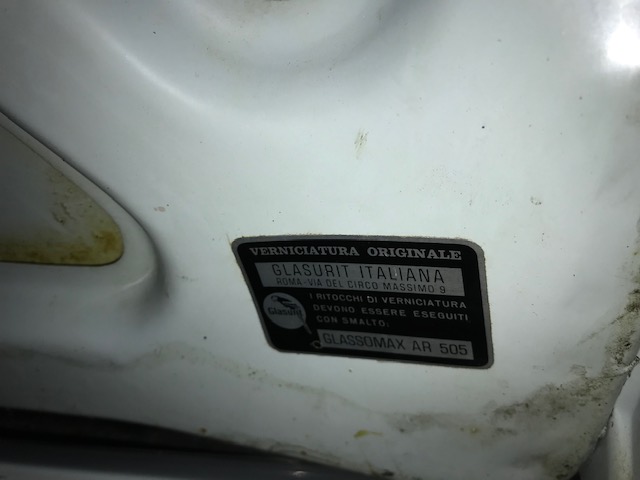 VERNICIATURA ORIGINALE
GLASURIT ITALIANA
ROMA-VIA DEL CIRCO MASSIMO 9
I RITOCCHI DI VERNICIATURA
DEVONO ESSERE ESEGUITI
CON SMALTO:
Glasurit
GLASSOMAX AR 505